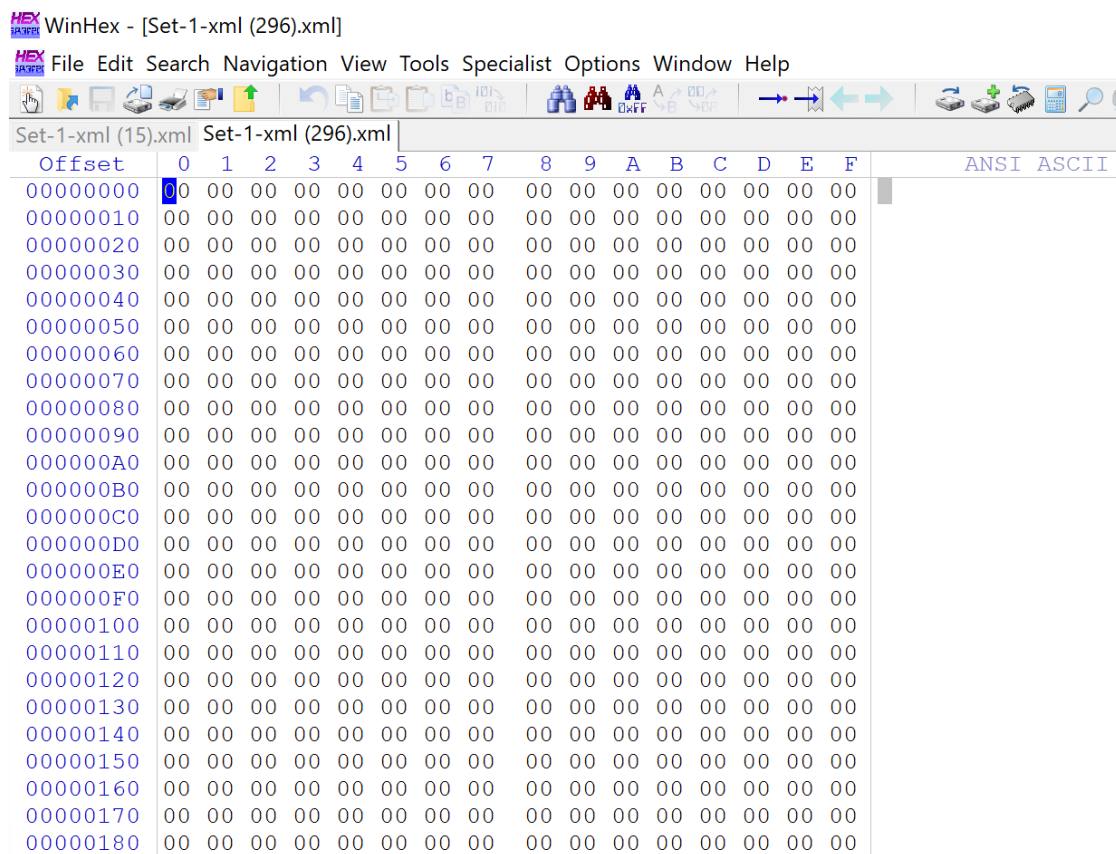 WinHex - [Set-1-xml (296).xml]
File Edit Search Navigation View Tools Specialist Options Window Help
Set-1-xml (15).xml Set-1-xml (296).xml
Offset 0 1 2 3 4 5 6 7 8 9 A B C D E F ANSI ASCII
00000000 00 00 00 00 00 00 00 00 00 00 00 00 00 00 00 00
00000010 00 00 00 00 00 00 00 00 00 00 00 00 00 00 00 00
00000020 00 00 00 00 00 00 00 00 00 00 00 00 00 00 00 00
00000030 00 00 00 00 00 00 00 00 00 00 00 00 00 00 00 00
00000040 00 00 00 00 00 00 00 00 00 00 00 00 00 00 00 00
00000050 00 00 00 00 00 00 00 00 00 00 00 00 00 00 00 00
00000060 00 00 00 00 00 00 00 00 00 00 00 00 00 00 00 00
00000070 00 00 00 00 00 00 00 00 00 00 00 00 00 00 00 00
00000080 00 00 00 00 00 00 00 00 00 00 00 00 00 00 00 00
00000090 00 00 00 00 00 00 00 00 00 00 00 00 00 00 00 00
000000A0 00 00 00 00 00 00 00 00 00 00 00 00 00 00 00 00
000000B0 00 00 00 00 00 00 00 00 00 00 00 00 00 00 00 00
000000C0 00 00 00 00 00 00 00 00 00 00 00 00 00 00 00 00
000000D0 00 00 00 00 00 00 00 00 00 00 00 00 00 00 00 00
000000E0 00 00 00 00 00 00 00 00 00 00 00 00 00 00 00 00
000000F0 00 00 00 00 00 00 00 00 00 00 00 00 00 00 00 00
00000100 00 00 00 00 00 00 00 00 00 00 00 00 00 00 00 00
00000110 00 00 00 00 00 00 00 00 00 00 00 00 00 00 00 00
00000120 00 00 00 00 00 00 00 00 00 00 00 00 00 00 00 00
00000130 00 00 00 00 00 00 00 00 00 00 00 00 00 00 00 00
00000140 00 00 00 00 00 00 00 00 00 00 00 00 00 00 00 00
00000150 00 00 00 00 00 00 00 00 00 00 00 00 00 00 00 00
00000160 00 00 00 00 00 00 00 00 00 00 00 00 00 00 00 00
00000170 00 00 00 00 00 00 00 00 00 00 00 00 00 00 00 00
00000180 00 00 00 00 00 00 00 00 00 00 00 00 00 00 00 00